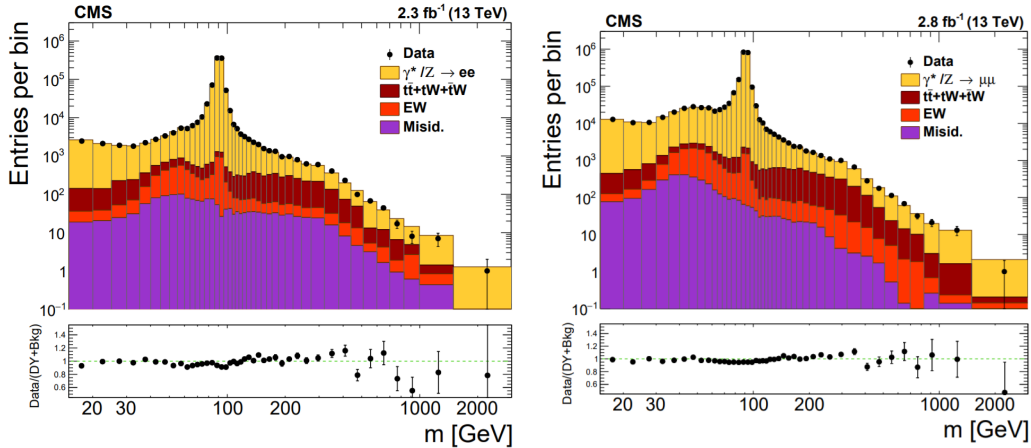 CMS 2.3 fb⁻¹ (13 TeV)
Entries per bin
10⁶
10⁵
10⁴
10³
10²
10
1
10⁻¹
Data
γ*/Z → ee
tt̄+tW+t̄W
EW
Misid.
Data/(DY+Bkg)
1.4
1.2
1
0.8
0.6
20 30 100 200 1000 2000
m [GeV]
CMS 2.8 fb⁻¹ (13 TeV)
Entries per bin
10⁶
10⁵
10⁴
10³
10²
10
1
10⁻¹
Data
γ*/Z → μμ
tt̄+tW+t̄W
EW
Misid.
Data/(DY+Bkg)
1.4
1.2
1
0.8
0.6
20 30 100 200 1000 2000
m [GeV]